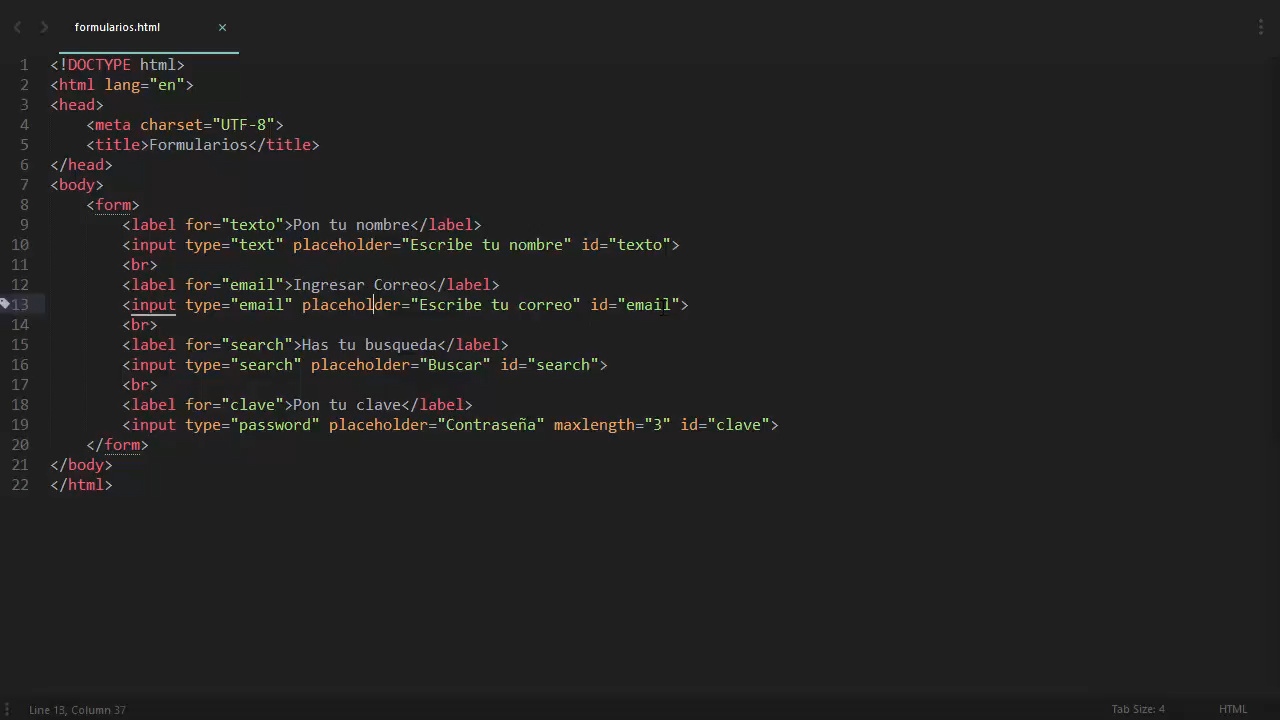 formularios.html ×
1 <!DOCTYPE html>
2 <html lang="en">
3 <head>
4     <meta charset="UTF-8">
5     <title>Formularios</title>
6 </head>
7 <body>
8     <form>
9         <label for="texto">Pon tu nombre</label>
10         <input type="text" placeholder="Escribe tu nombre" id="texto">
11         <br>
12         <label for="email">Ingresar Correo</label>
13         <input type="email" placeholder="Escribe tu correo" id="email">
14         <br>
15         <label for="search">Has tu busqueda</label>
16         <input type="search" placeholder="Buscar" id="search">
17         <br>
18         <label for="clave">Pon tu clave</label>
19         <input type="password" placeholder="Contraseña" maxlength="3" id="clave">
20     </form>
21 </body>
22 </html>
Line 13, Column 37 Tab Size: 4 HTML